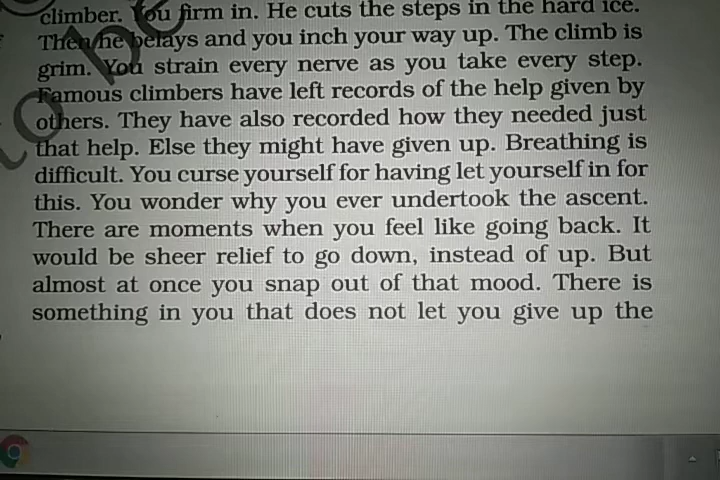 climber. You firm in. He cuts the steps in the hard ice.
Then he belays and you inch your way up. The climb is
grim. You strain every nerve as you take every step.
Famous climbers have left records of the help given by
others. They have also recorded how they needed just
that help. Else they might have given up. Breathing is
difficult. You curse yourself for having let yourself in for
this. You wonder why you ever undertook the ascent.
There are moments when you feel like going back. It
would be sheer relief to go down, instead of up. But
almost at once you snap out of that mood. There is
something in you that does not let you give up the
to be